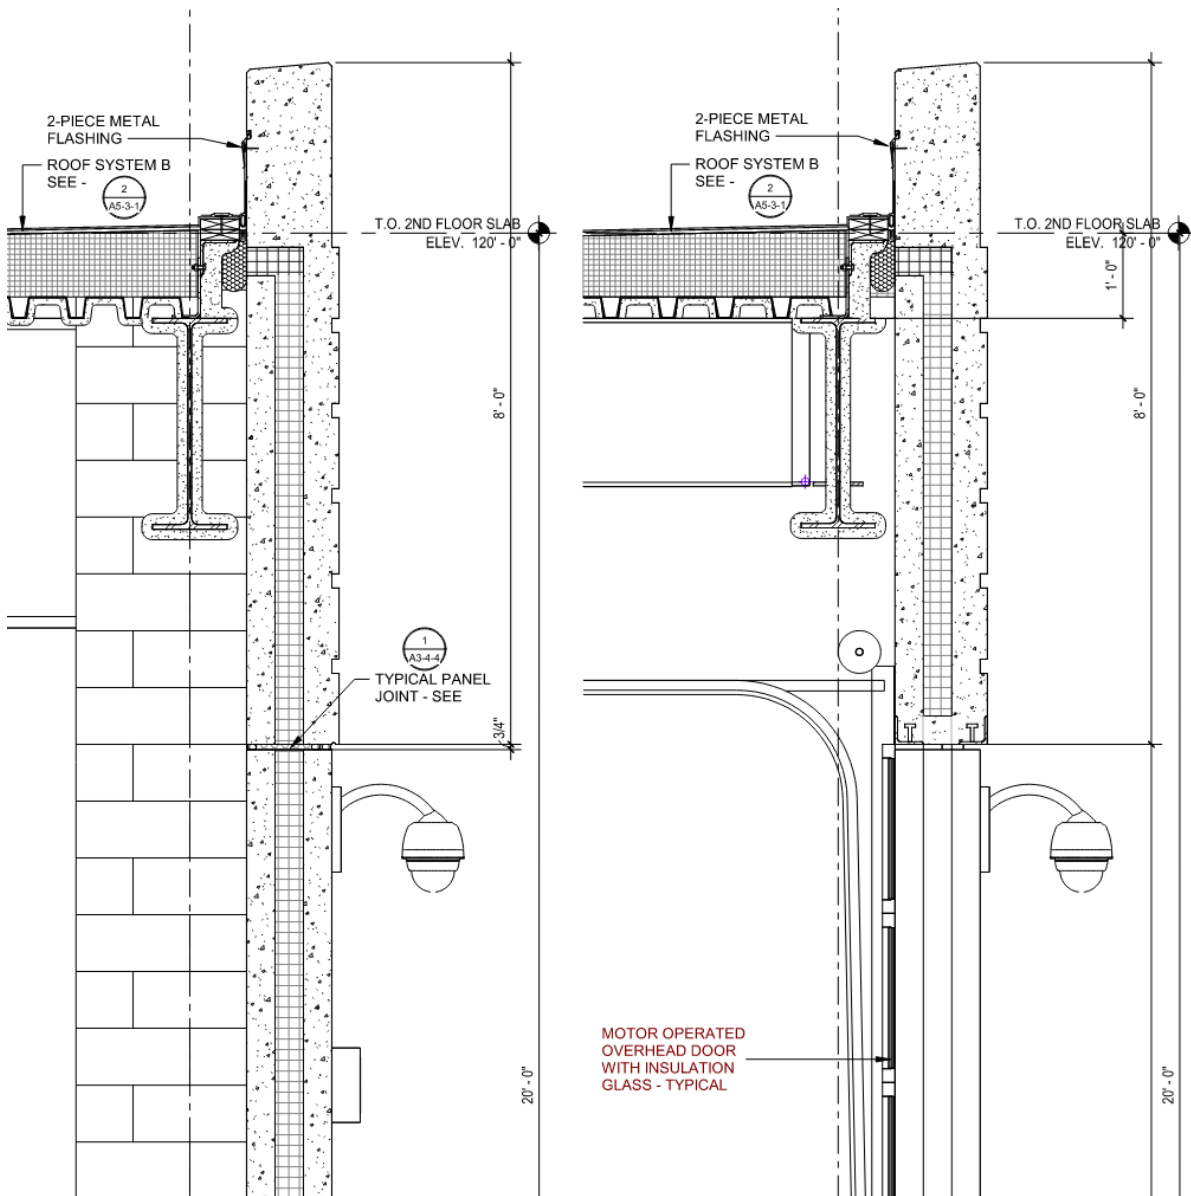 2-PIECE METAL
FLASHING
ROOF SYSTEM B
SEE -
2
A5-3-1
T.O. 2ND FLOOR SLAB
ELEV. 120' - 0"
8' - 0"
1
A3-4-4
TYPICAL PANEL
JOINT - SEE
3/4"
20' - 0"
2-PIECE METAL
FLASHING
ROOF SYSTEM B
SEE -
2
A5-3-1
T.O. 2ND FLOOR SLAB
ELEV. 120' - 0"
1' - 0"
8' - 0"
MOTOR OPERATED
OVERHEAD DOOR
WITH INSULATION
GLASS - TYPICAL
20' - 0"